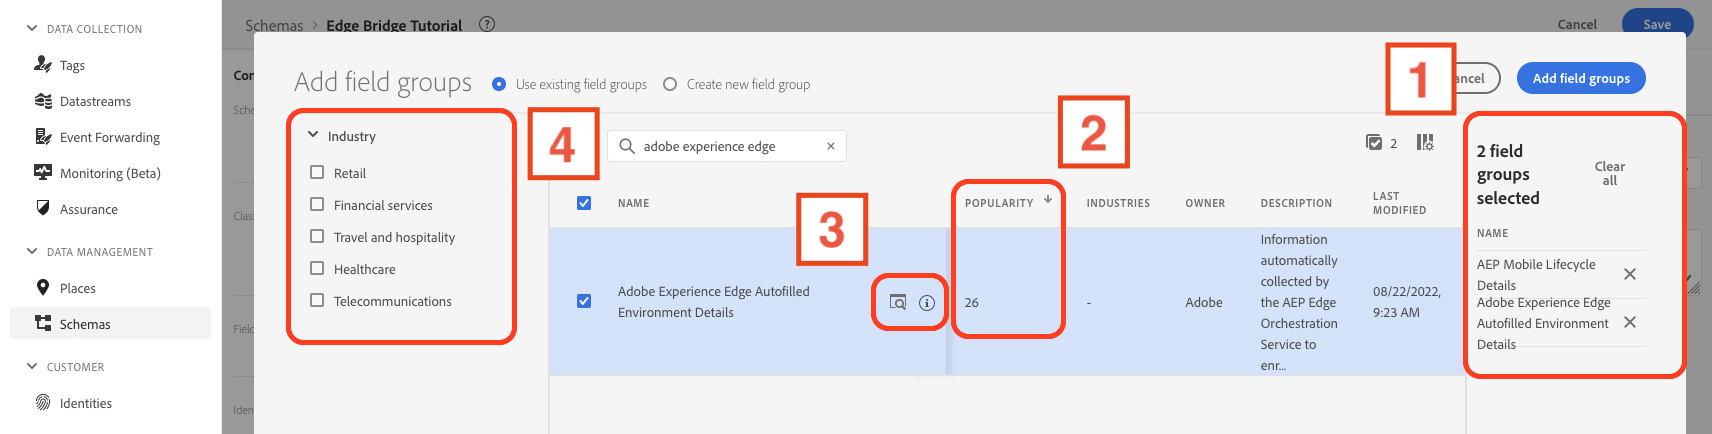 DATA COLLECTION
Tags
Datastreams
Event Forwarding
Monitoring (Beta)
Assurance
DATA MANAGEMENT
Places
Schemas
CUSTOMER
Identities
Schemas > Edge Bridge Tutorial ?
Cancel
Save
Add field groups
Use existing field groups
Create new field group
Add field groups
1
2
3
4
Industry
Retail
Financial services
Travel and hospitality
Healthcare
Telecommunications
adobe experience edge
2
NAME
POPULARITY
INDUSTRIES
OWNER
DESCRIPTION
LAST
MODIFIED
Adobe Experience Edge Autofilled
Environment Details
26
-
Adobe
Information
automatically
collected by
the AEP Edge
Orchestration
Service to
enr...
08/22/2022,
9:23 AM
2 field
groups
selected
Clear
all
NAME
AEP Mobile Lifecycle
Details
Adobe Experience Edge
Autofilled Environment
Details